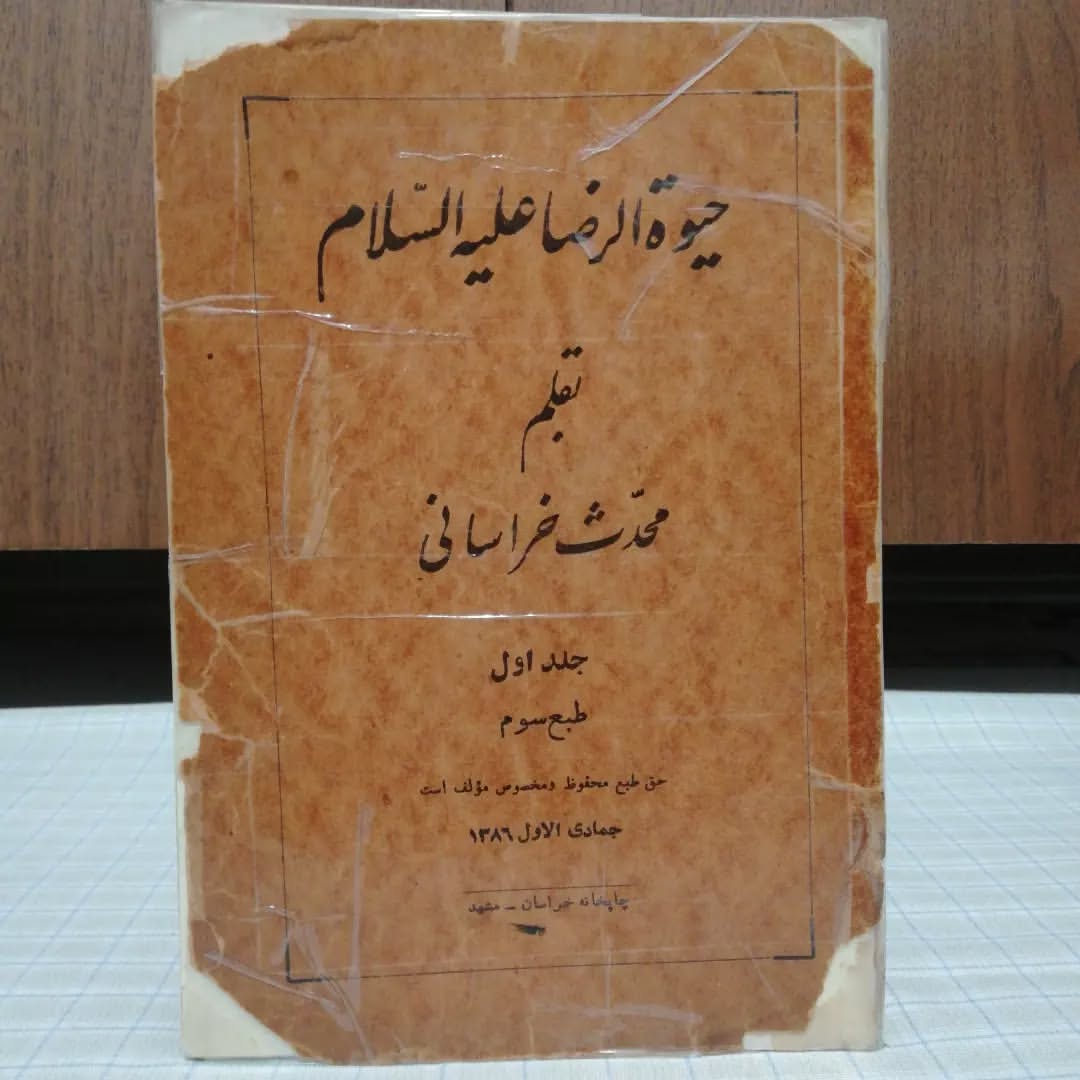 حیوة الرضا علیه السّلام
بقلم
محدّث خراسانی
جلد اول
طبع سوم
حق طبع محفوظ ومخصوص مؤلف است
جمادی الاول ۱۳۸۶
چاپخانه خراسان - مشهد